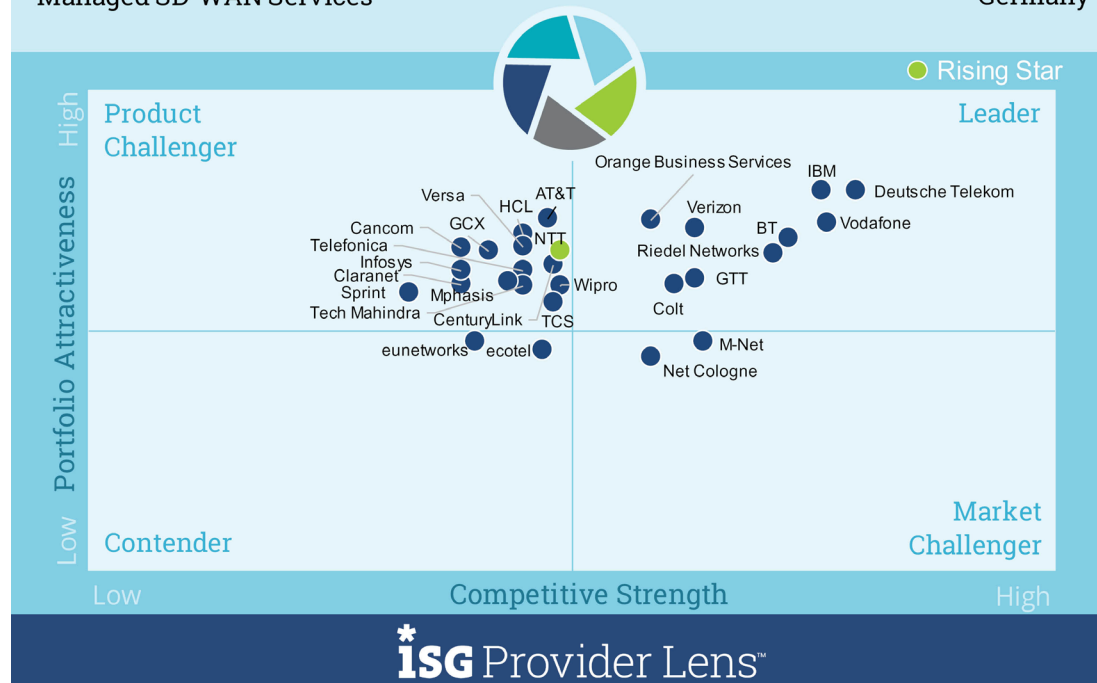 Managed SD-WAN Services
Germany
Rising Star
High
Product
Challenger
Leader
Orange Business Services
IBM
Deutsche Telekom
Versa
AT&T
HCL
Verizon
Cancom
GCX
BT
Vodafone
Telefonica
NTT
Riedel Networks
Infosys
Claranet
GTT
Sprint
Mphasis
Wipro
Colt
Tech Mahindra
CenturyLink
TCS
eunetworks
ecotel
M-Net
Net Cologne
Portfolio Attractiveness
Market
Challenger
Contender
Low
Low
Competitive Strength
High
*ISG Provider Lens™